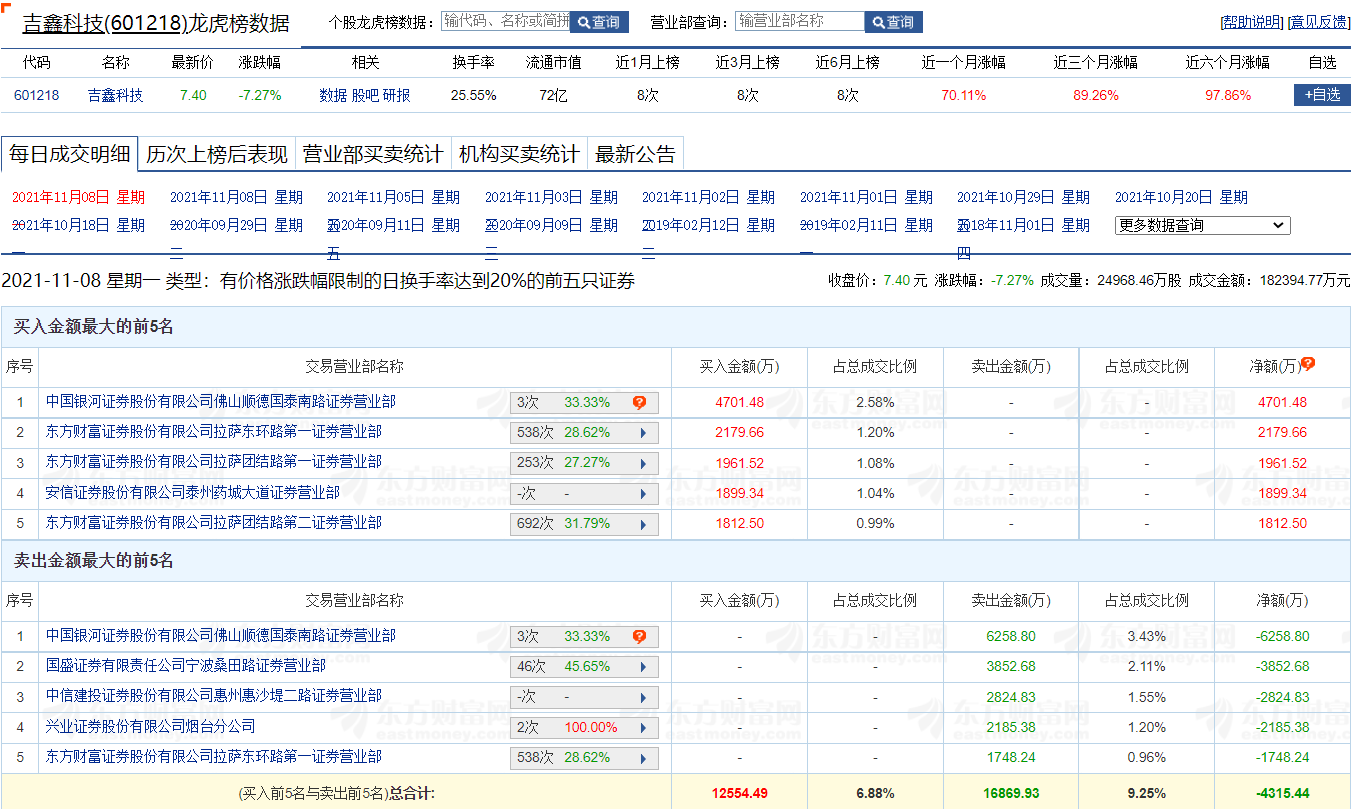 吉鑫科技(601218)龙虎榜数据 个股龙虎榜数据： 输代码、名称或简拼 查询 营业部查询： 输营业部名称 查询 [帮助说明] [意见反馈]
代码 名称 最新价 涨跌幅 相关 换手率 流通市值 近1月上榜 近3月上榜 近6月上榜 近一个月涨幅 近三个月涨幅 近六个月涨幅 自选
601218 吉鑫科技 7.40 -7.27% 数据 股吧 研报 25.55% 72亿 8次 8次 8次 70.11% 89.26% 97.86% +自选
每日成交明细 历次上榜后表现 营业部买卖统计 机构买卖统计 最新公告
2021年11月08日 星期 2021年11月08日 星期 2021年11月05日 星期 2021年11月03日 星期 2021年11月02日 星期 2021年11月01日 星期 2021年10月29日 星期 2021年10月20日 星期
2021年10月18日 星期 2020年09月29日 星期 2020年09月11日 星期 2020年09月09日 星期 2019年02月12日 星期 2019年02月11日 星期 2018年11月01日 星期 更多数据查询
一 二 五 三 二 一 四
2021-11-08 星期一 类型：有价格涨跌幅限制的日换手率达到20%的前五只证券 收盘价：7.40 元 涨跌幅：-7.27% 成交量：24968.46万股 成交金额：182394.77万元
买入金额最大的前5名
序号 交易营业部名称 买入金额(万) 占总成交比例 卖出金额(万) 占总成交比例 净额(万)
1 中国银河证券股份有限公司佛山顺德国泰南路证券营业部 3次 33.33% 4701.48 2.58% - - 4701.48
2 东方财富证券股份有限公司拉萨东环路第一证券营业部 538次 28.62% 2179.66 1.20% - - 2179.66
3 东方财富证券股份有限公司拉萨团结路第一证券营业部 253次 27.27% 1961.52 1.08% - - 1961.52
4 安信证券股份有限公司泰州药城大道证券营业部 -次 - 1899.34 1.04% - - 1899.34
5 东方财富证券股份有限公司拉萨团结路第二证券营业部 692次 31.79% 1812.50 0.99% - - 1812.50
卖出金额最大的前5名
序号 交易营业部名称 买入金额(万) 占总成交比例 卖出金额(万) 占总成交比例 净额(万)
1 中国银河证券股份有限公司佛山顺德国泰南路证券营业部 3次 33.33% - - 6258.80 3.43% -6258.80
2 国盛证券有限责任公司宁波桑田路证券营业部 46次 45.65% - - 3852.68 2.11% -3852.68
3 中信建投证券股份有限公司惠州惠沙堤二路证券营业部 -次 - - - 2824.83 1.55% -2824.83
4 兴业证券股份有限公司烟台分公司 2次 100.00% - - 2185.38 1.20% -2185.38
5 东方财富证券股份有限公司拉萨东环路第一证券营业部 538次 28.62% - - 1748.24 0.96% -1748.24
(买入前5名与卖出前5名)总合计: 12554.49 6.88% 16869.93 9.25% -4315.44